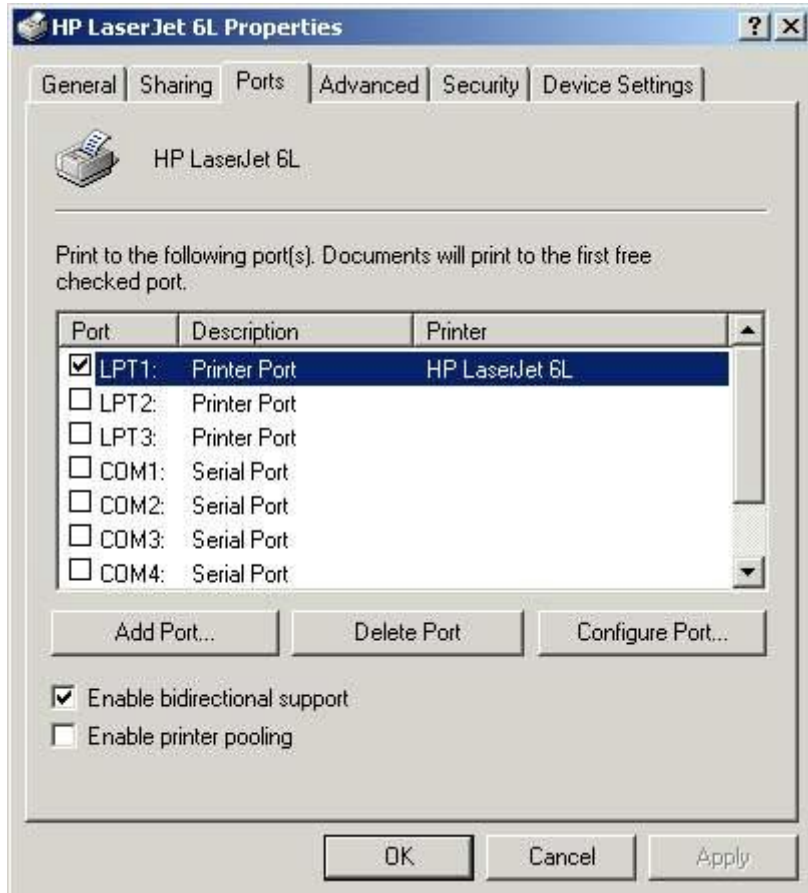 HP LaserJet 6L Properties
General Sharing Ports Advanced Security Device Settings
HP LaserJet 6L
Print to the following port(s). Documents will print to the first free
checked port.
Port Description Printer
LPT1: Printer Port HP LaserJet 6L
LPT2: Printer Port
LPT3: Printer Port
COM1: Serial Port
COM2: Serial Port
COM3: Serial Port
COM4: Serial Port
Add Port... Delete Port Configure Port...
Enable bidirectional support
Enable printer pooling
OK Cancel Apply